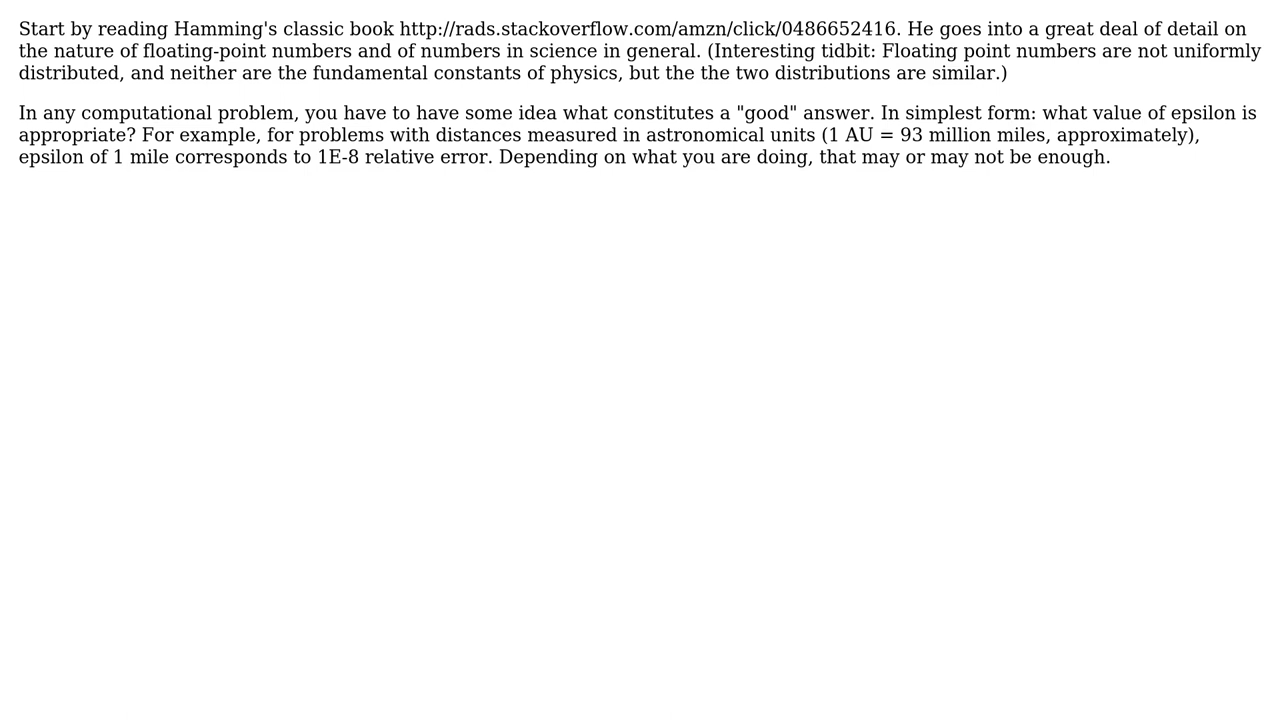 Start by reading Hamming's classic book http://rads.stackoverflow.com/amzn/click/0486652416. He goes into a great deal of detail on
the nature of floating-point numbers and of numbers in science in general. (Interesting tidbit: Floating point numbers are not uniformly
distributed, and neither are the fundamental constants of physics, but the the two distributions are similar.)
In any computational problem, you have to have some idea what constitutes a "good" answer. In simplest form: what value of epsilon is
appropriate? For example, for problems with distances measured in astronomical units (1 AU = 93 million miles, approximately),
epsilon of 1 mile corresponds to 1E-8 relative error. Depending on what you are doing, that may or may not be enough.